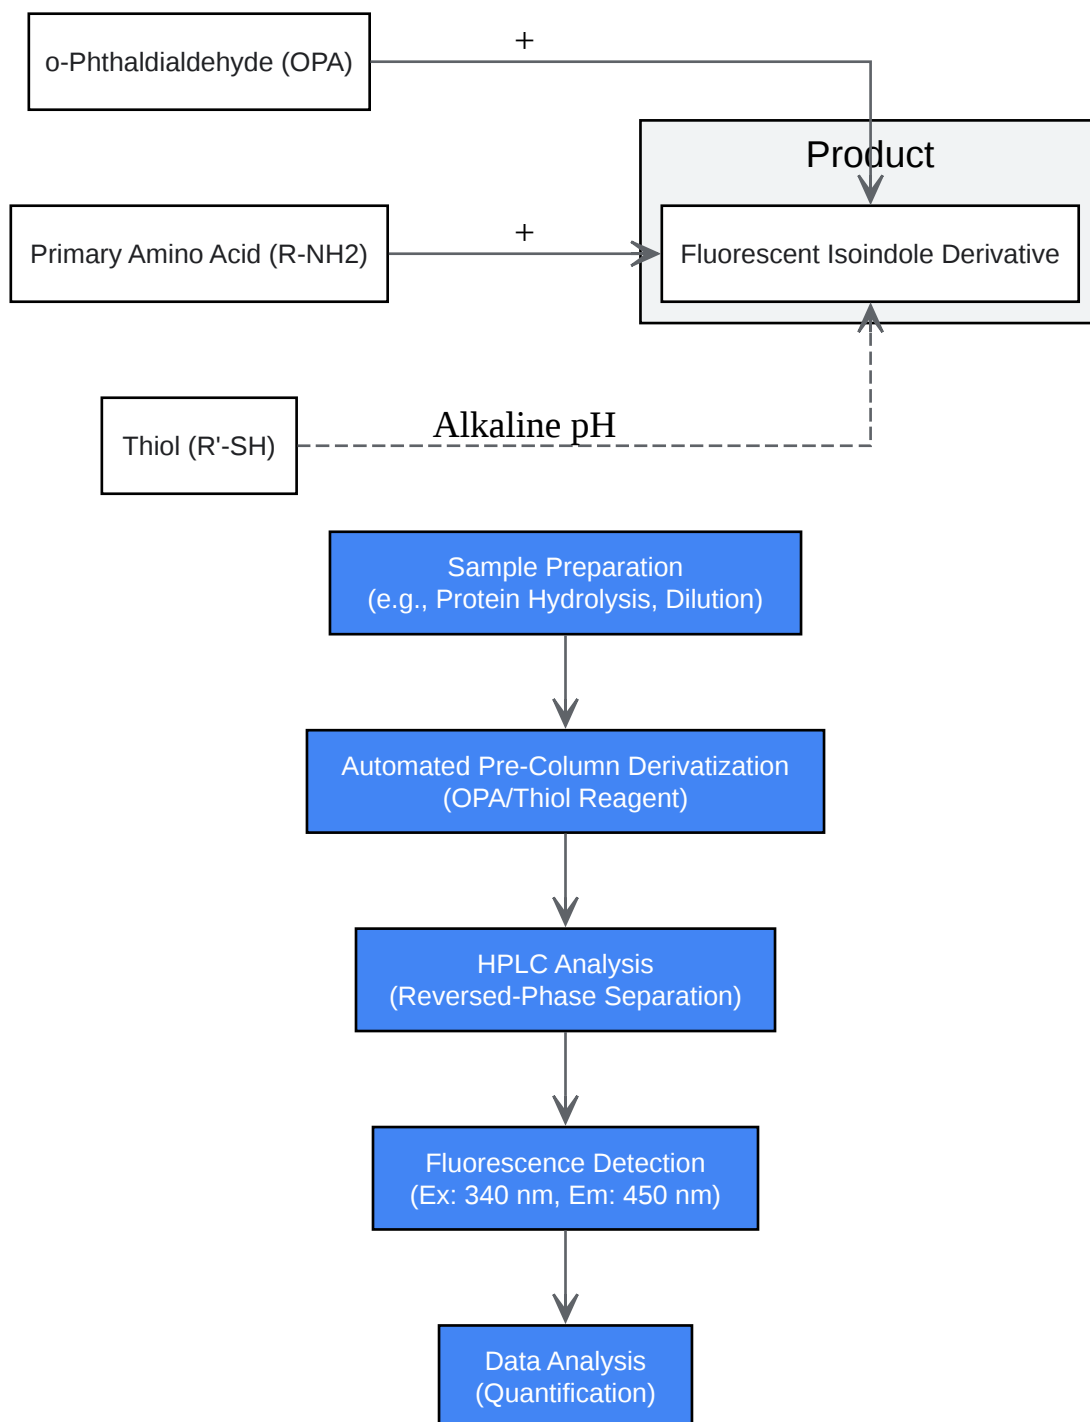 o-Phthaldialdehyde (OPA)
+
Product
Primary Amino Acid (R-NH2)
+
Fluorescent Isoindole Derivative
Thiol (R'-SH)
Alkaline pH
Sample Preparation
(e.g., Protein Hydrolysis, Dilution)
Automated Pre-Column Derivatization
(OPA/Thiol Reagent)
HPLC Analysis
(Reversed-Phase Separation)
Fluorescence Detection
(Ex: 340 nm, Em: 450 nm)
Data Analysis
(Quantification)